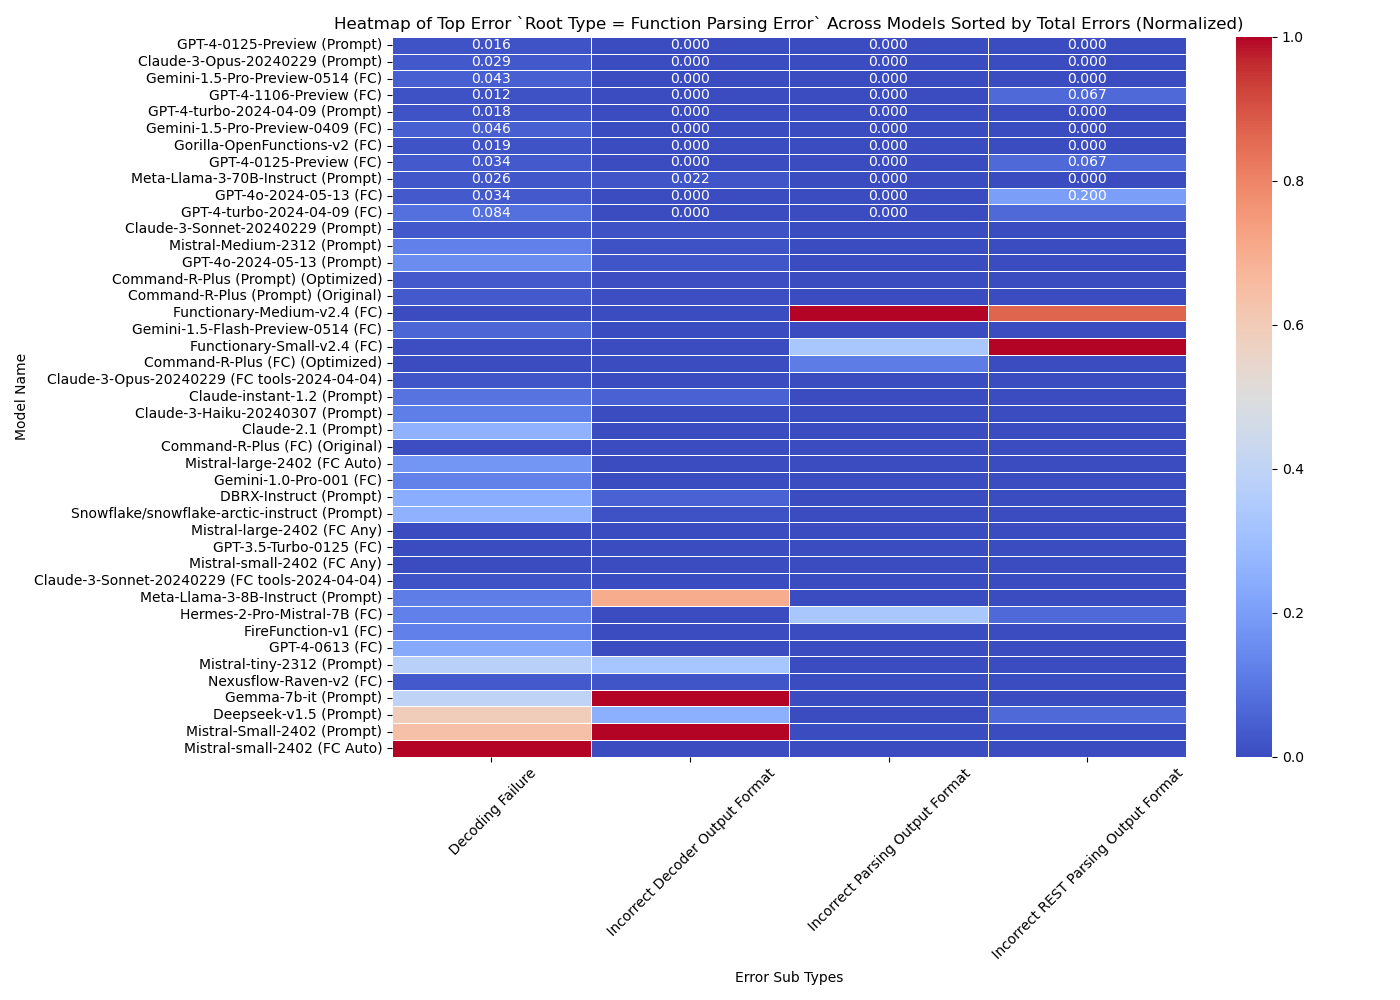 Heatmap of Top Error `Root Type = Function Parsing Error` Across Models Sorted by Total Errors (Normalized)
GPT-4-0125-Preview (Prompt) 0.016 0.000 0.000 0.000
Claude-3-Opus-20240229 (Prompt) 0.029 0.000 0.000 0.000
Gemini-1.5-Pro-Preview-0514 (FC) 0.043 0.000 0.000 0.000
GPT-4-1106-Preview (FC) 0.012 0.000 0.000 0.067
GPT-4-turbo-2024-04-09 (Prompt) 0.018 0.000 0.000 0.000
Gemini-1.5-Pro-Preview-0409 (FC) 0.046 0.000 0.000 0.000
Gorilla-OpenFunctions-v2 (FC) 0.019 0.000 0.000 0.000
GPT-4-0125-Preview (FC) 0.034 0.000 0.000 0.067
Meta-Llama-3-70B-Instruct (Prompt) 0.026 0.022 0.000 0.000
GPT-4o-2024-05-13 (FC) 0.034 0.000 0.000 0.200
GPT-4-turbo-2024-04-09 (FC) 0.084 0.000 0.000
Claude-3-Sonnet-20240229 (Prompt)
Mistral-Medium-2312 (Prompt)
GPT-4o-2024-05-13 (Prompt)
Command-R-Plus (Prompt) (Optimized)
Command-R-Plus (Prompt) (Original)
Functionary-Medium-v2.4 (FC)
Gemini-1.5-Flash-Preview-0514 (FC)
Functionary-Small-v2.4 (FC)
Command-R-Plus (FC) (Optimized)
Claude-3-Opus-20240229 (FC tools-2024-04-04)
Claude-instant-1.2 (Prompt)
Claude-3-Haiku-20240307 (Prompt)
Claude-2.1 (Prompt)
Command-R-Plus (FC) (Original)
Mistral-large-2402 (FC Auto)
Gemini-1.0-Pro-001 (FC)
DBRX-Instruct (Prompt)
Snowflake/snowflake-arctic-instruct (Prompt)
Mistral-large-2402 (FC Any)
GPT-3.5-Turbo-0125 (FC)
Mistral-small-2402 (FC Any)
Claude-3-Sonnet-20240229 (FC tools-2024-04-04)
Meta-Llama-3-8B-Instruct (Prompt)
Hermes-2-Pro-Mistral-7B (FC)
FireFunction-v1 (FC)
GPT-4-0613 (FC)
Mistral-tiny-2312 (Prompt)
Nexusflow-Raven-v2 (FC)
Gemma-7b-it (Prompt)
Deepseek-v1.5 (Prompt)
Mistral-Small-2402 (Prompt)
Mistral-small-2402 (FC Auto)
Model Name
Decoding Failure
Incorrect Decoder Output Format
Incorrect Parsing Output Format
Incorrect REST Parsing Output Format
Error Sub Types
1.0
0.8
0.6
0.4
0.2
0.0